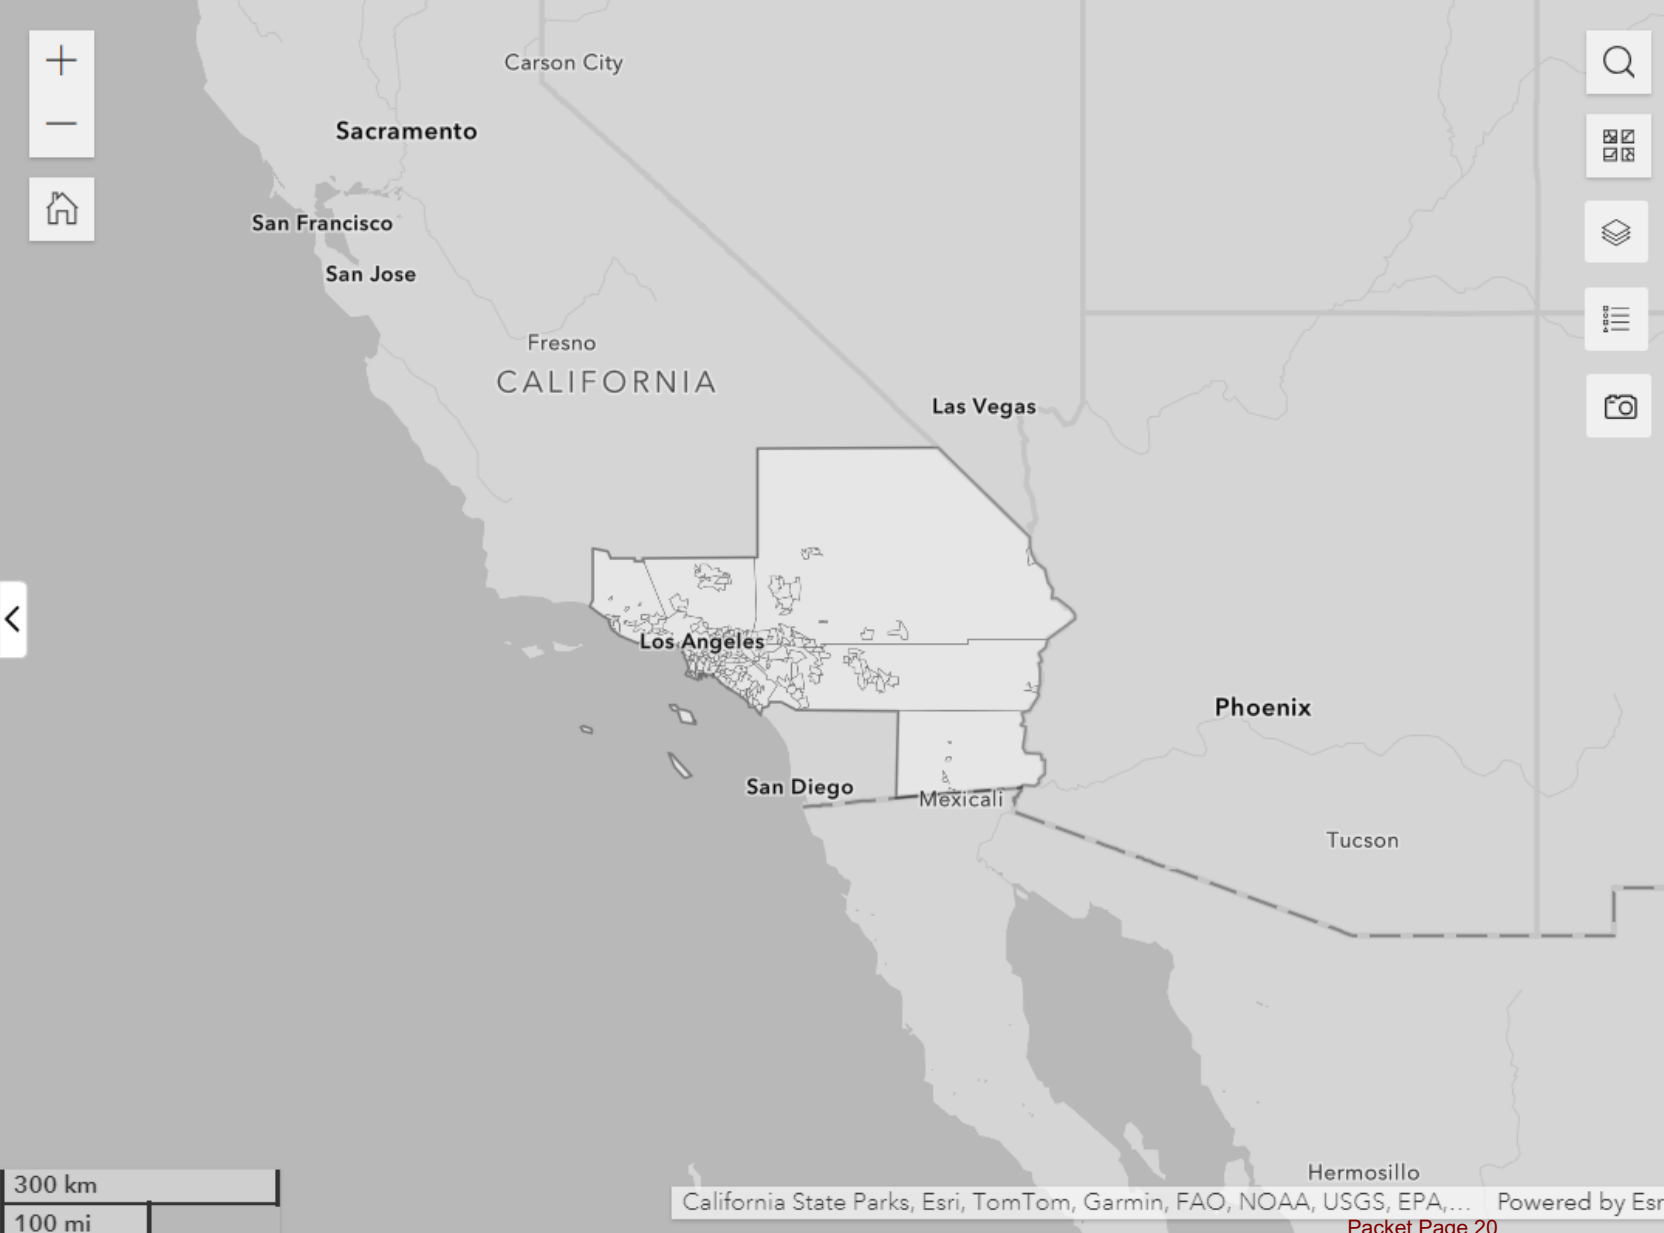 Carson City
Sacramento
San Francisco
San Jose
Fresno
CALIFORNIA
Las Vegas
Los Angeles
Phoenix
San Diego
Mexicali
Tucson
Hermosillo
300 km
100 mi
California State Parks, Esri, TomTom, Garmin, FAO, NOAA, USGS, EPA,... Powered by Esr
Packet Page 20